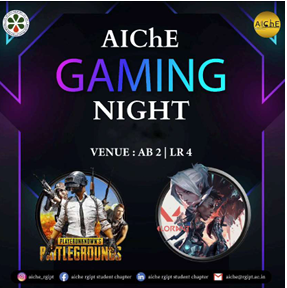 AIChE
AIChE
GAMING
NIGHT
VENUE : AB 2 | LR 4
PLAYERUNKNOWN'S
BATTLEGROUNDS
aiche_rgipt aiche rgipt student chapter aiche rgipt student chapter aiche@rgipt.ac.in